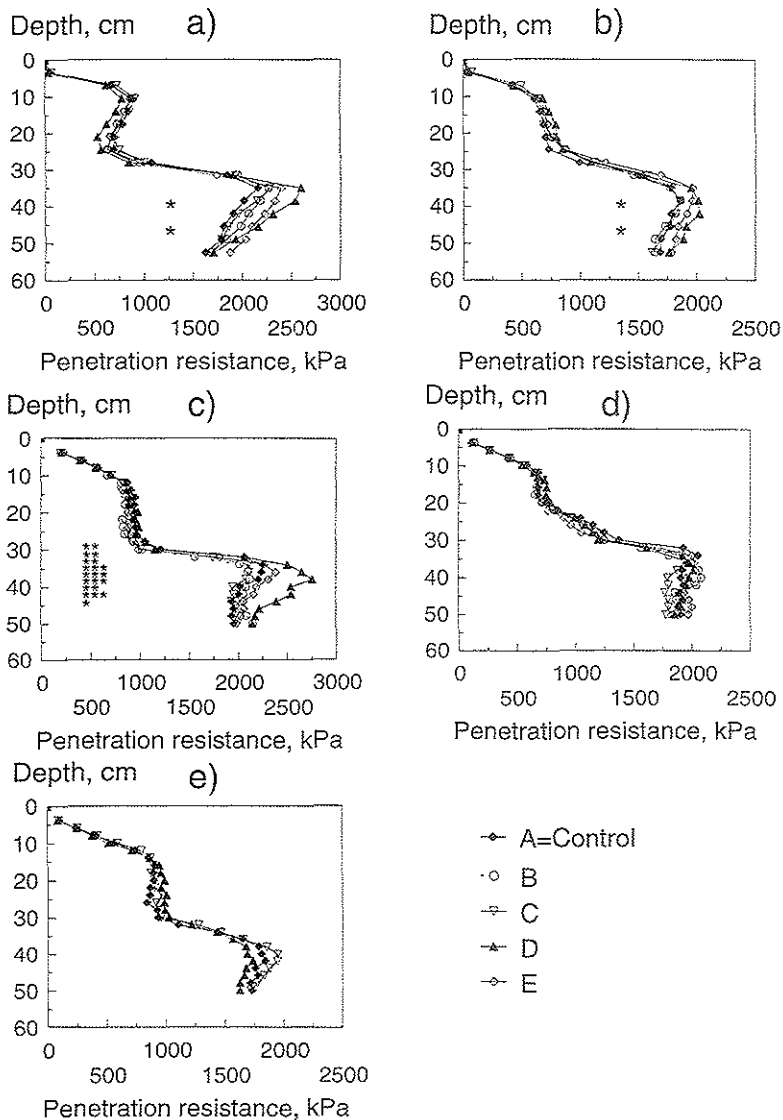 Depth, cm a)
0
10
20
30
40
50
60
*
*
0 1000 2000 3000
500 1500 2500
Penetration resistance, kPa
Depth, cm b)
0
10
20
30
40
50
60
*
*
0 1000 2000
500 1500 2500
Penetration resistance, kPa
Depth, cm c)
0
10
20
30
40
50
60
**
**
**
***
***
***
***
***
*
0 1000 2000 3000
500 1500 2500
Penetration resistance, kPa
Depth, cm d)
0
10
20
30
40
50
60
0 1000 2000
500 1500 2500
Penetration resistance, kPa
Depth, cm e)
0
10
20
30
40
50
60
0 1000 2000
500 1500 2500
Penetration resistance, kPa
A=Control
B
C
D
E